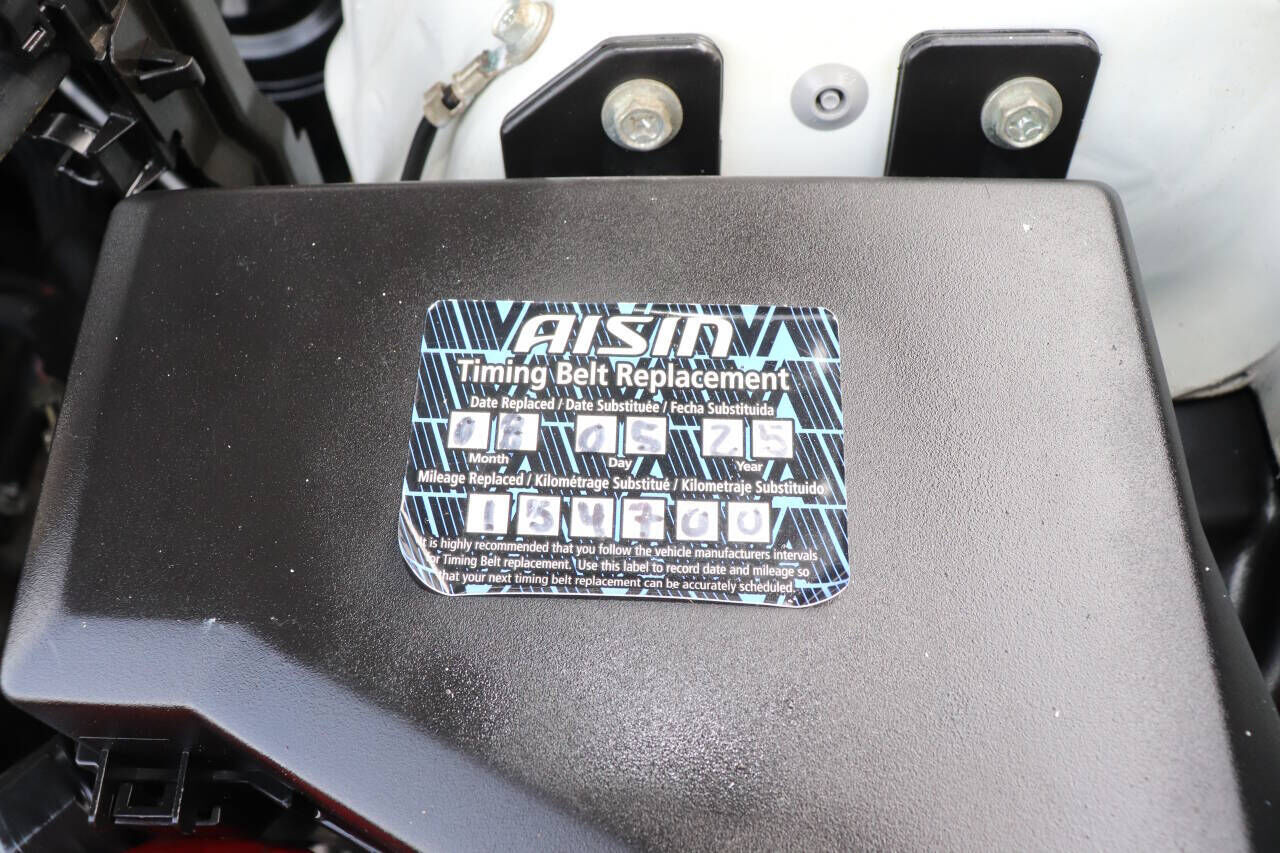 AISIN
Timing Belt Replacement
Date Replaced / Date Substituée / Fecha Substituida
08 05 25
Month Day Year
Mileage Replaced / Kilométrage Substitué / Kilometraje Substituido
154700
It is highly recommended that you follow the vehicle manufacturers intervals
for Timing Belt replacement. Use this label to record date and mileage so
that your next timing belt replacement can be accurately scheduled.